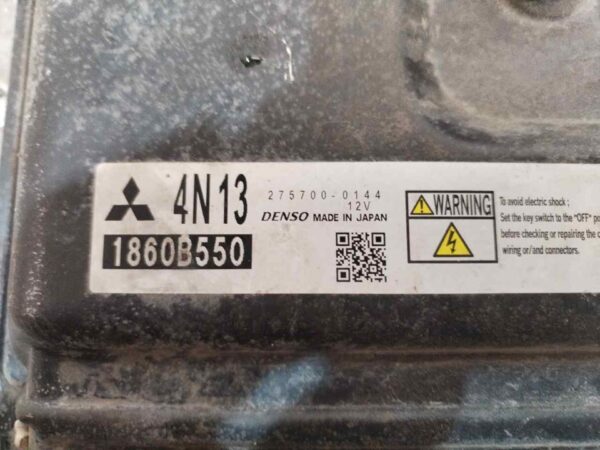 4N13
275700-0144
12V
DENSO MADE IN JAPAN
1860B550
WARNING
To avoid electric shock ;
Set the key switch to the "OFF" po
before checking or repairing the c
wiring or/and connectors.